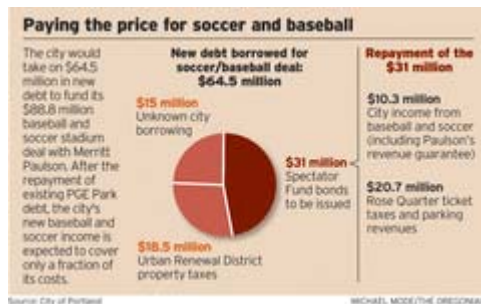 Paying the price for soccer and baseball
The city would
take on $64.5
million in new
debt to fund its
$88.8 million
baseball and
soccer stadium
deal with Merritt
Paulson. After the
repayment of
existing PGE Park
debt, the city's
new baseball and
soccer income is
expected to cover
only a fraction of
its costs.
New debt borrowed for
soccer/baseball deal:
$64.5 million
$15 million
Unknown city
borrowing
$31 million
Spectator
Fund bonds
to be issued
$18.5 million
Urban Renewal District
property taxes
Repayment of the
$31 million
$10.3 million
City income from
baseball and soccer
(including Paulson's
revenue guarantee)
$20.7 million
Rose Quarter ticket
taxes and parking
revenues
Source: City of Portland
MICHAEL MODE/THE OREGONIAN